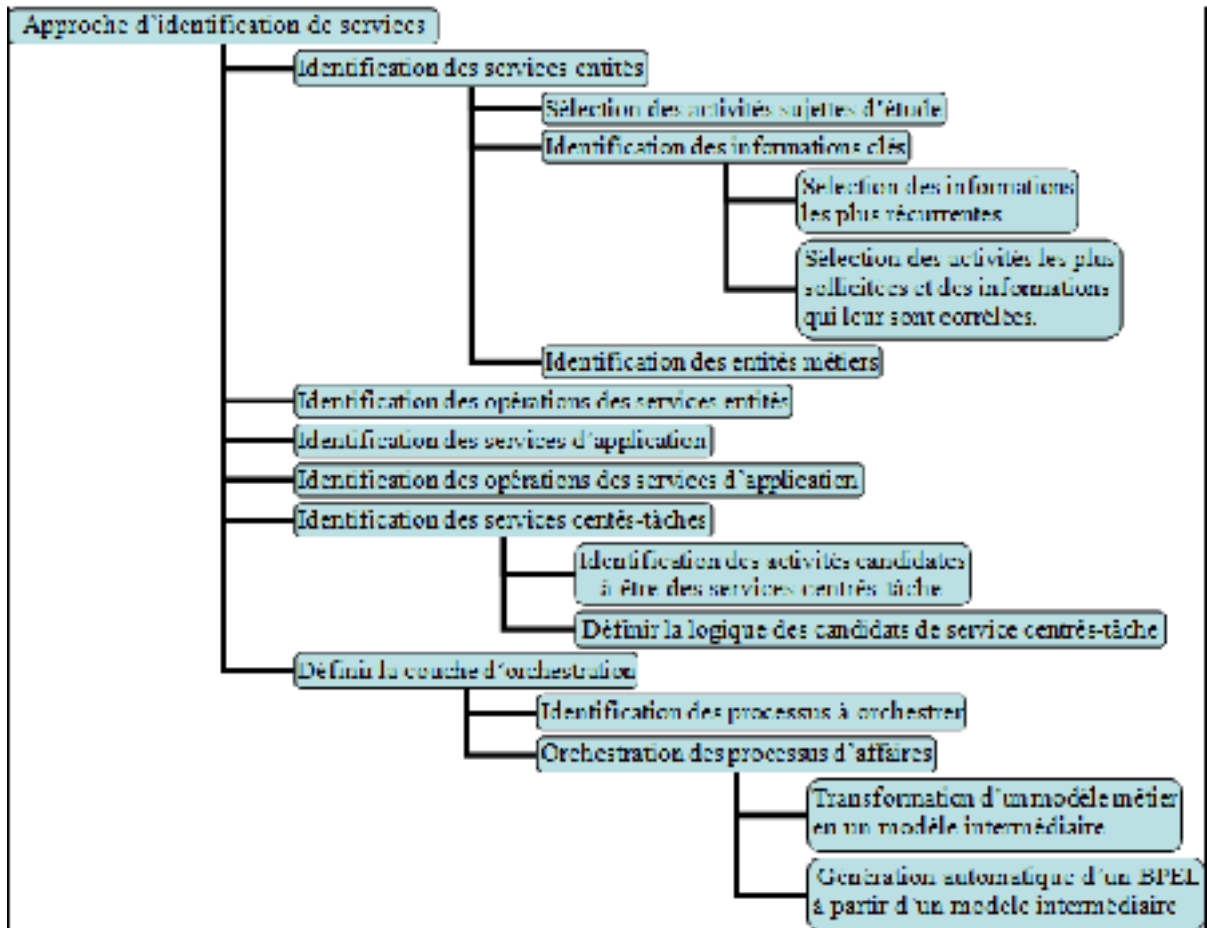 Approche d'identification de services
Identification des services entités
Sélection des activités sujettes d'étude
Identification des informations clés
Sélection des informations
les plus récurrentes
Sélection des activités les plus
sollicitées et des informations
qui leur sont corrélées.
Identification des entités métiers
Identification des opérations des services entités
Identification des services d'application
Identification des opérations des services d'application
Identification des services centés-tâches
Identification des activités candidates
à être des services centrés-tâche
Définir la logique des candidats de service centrés-tâche
Définir la couche d'orchestration
Identification des processus à orchestrer
Orchestration des processus d'affaires
Transformation d'un modèle métier
en un modèle intermédiaire
Génération automatique d'un BPEL
à partir d'un modèle intermédiaire